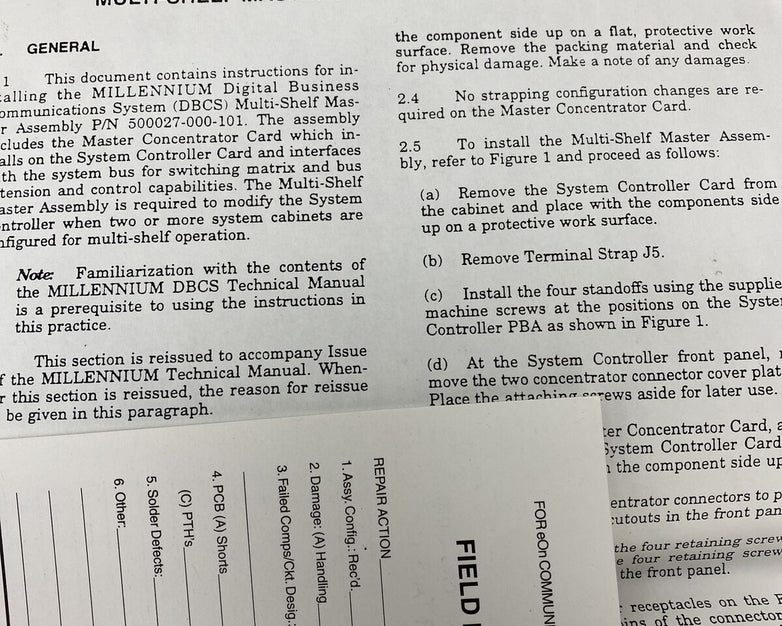 GENERAL
1 This document contains instructions for in-
alling the MILLENNIUM Digital Business
ommunications System (DBCS) Multi-Shelf Mas-
r Assembly P/N 500027-000-101. The assembly
cludes the Master Concentrator Card which in-
alls on the System Controller Card and interfaces
th the system bus for switching matrix and bus
tension and control capabilities. The Multi-Shelf
aster Assembly is required to modify the System
ntroller when two or more system cabinets are
nfigured for multi-shelf operation.
Note: Familiarization with the contents of
the MILLENNIUM DBCS Technical Manual
is a prerequisite to using the instructions in
this practice.
This section is reissued to accompany Issue
f the MILLENNIUM Technical Manual. When-
r this section is reissued, the reason for reissue
be given in this paragraph.
the component side up on a flat, protective work
surface. Remove the packing material and check
for physical damage. Make a note of any damages.
2.4 No strapping configuration changes are re-
quired on the Master Concentrator Card.
2.5 To install the Multi-Shelf Master Assem-
bly, refer to Figure 1 and proceed as follows:
(a) Remove the System Controller Card from
the cabinet and place with the components side
up on a protective work surface.
(b) Remove Terminal Strap J5.
(c) Install the four standoffs using the supplie
machine screws at the positions on the Syste
Controller PBA as shown in Figure 1.
(d) At the System Controller front panel,
move the two concentrator connector cover plat
Place the attaching screws aside for later use.
ter Concentrator Card, a
System Controller Card
the component side up
entrator connectors to p
cutouts in the front pan
the four retaining screw
e four retaining screw
the front panel.
receptacles on the
ins of the connector
FOR eOn COMMUN
FIELD
REPAIR ACTION
1. Assy. Config.: Rec'd.
2. Damage: (A) Handling
3. Failed Comps/Ckt. Desig.:
4. PCB (A) Shorts
(C) PTH's
5. Solder Defects:
6. Other: